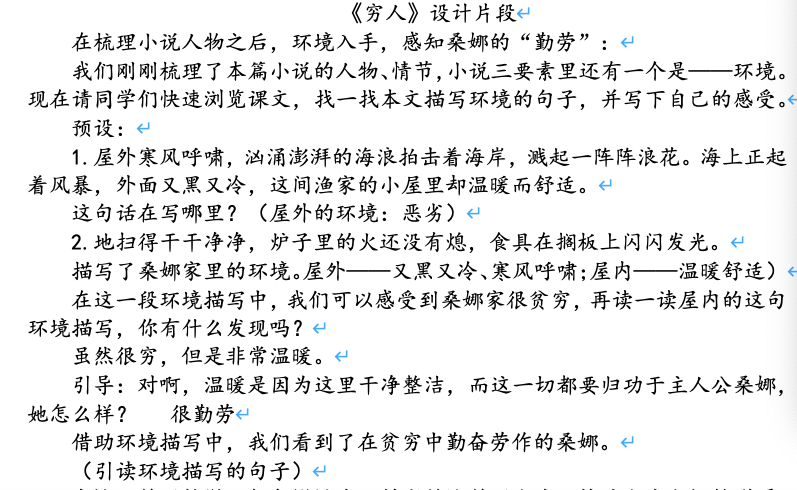 《穷人》设计片段
在梳理小说人物之后，环境入手，感知桑娜的“勤劳”：
我们刚刚梳理了本篇小说的人物、情节，小说三要素里还有一个是——环境。
现在请同学们快速浏览课文，找一找本文描写环境的句子，并写下自己的感受。
预设：
1.屋外寒风呼啸，汹涌澎湃的海浪拍击着海岸，溅起一阵阵浪花。海上正起
着风暴，外面又黑又冷，这间渔家的小屋里却温暖而舒适。
这句话在写哪里？（屋外的环境：恶劣）
2.地扫得干干净净，炉子里的火还没有熄，食具在搁板上闪闪发光。
描写了桑娜家里的环境。屋外——又黑又冷、寒风呼啸；屋内——温暖舒适）
在这一段环境描写中，我们可以感受到桑娜家很贫穷，再读一读屋内的这句
环境描写，你有什么发现吗？
虽然很穷，但是非常温暖。
引导：对啊，温暖是因为这里干净整洁，而这一切都要归功于主人公桑娜，
她怎么样？ 很勤劳
借助环境描写中，我们看到了在贫穷中勤奋劳作的桑娜。
（引读环境描写的句子）